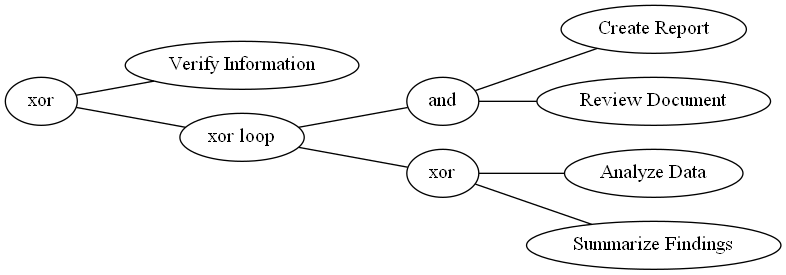 xor
Verify Information
xor loop
and
Create Report
Review Document
xor
Analyze Data
Summarize Findings